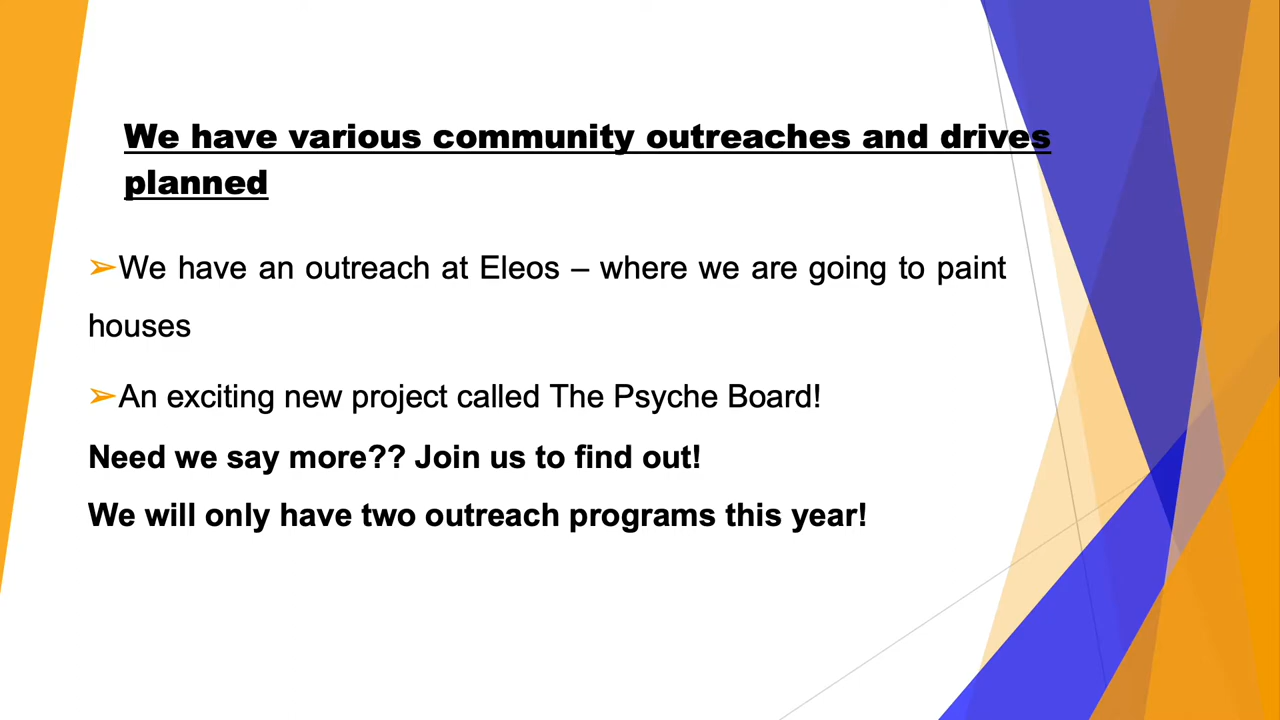 We have various community outreaches and drives
planned
➢We have an outreach at Eleos – where we are going to paint
houses
➢An exciting new project called The Psyche Board!
Need we say more?? Join us to find out!
We will only have two outreach programs this year!